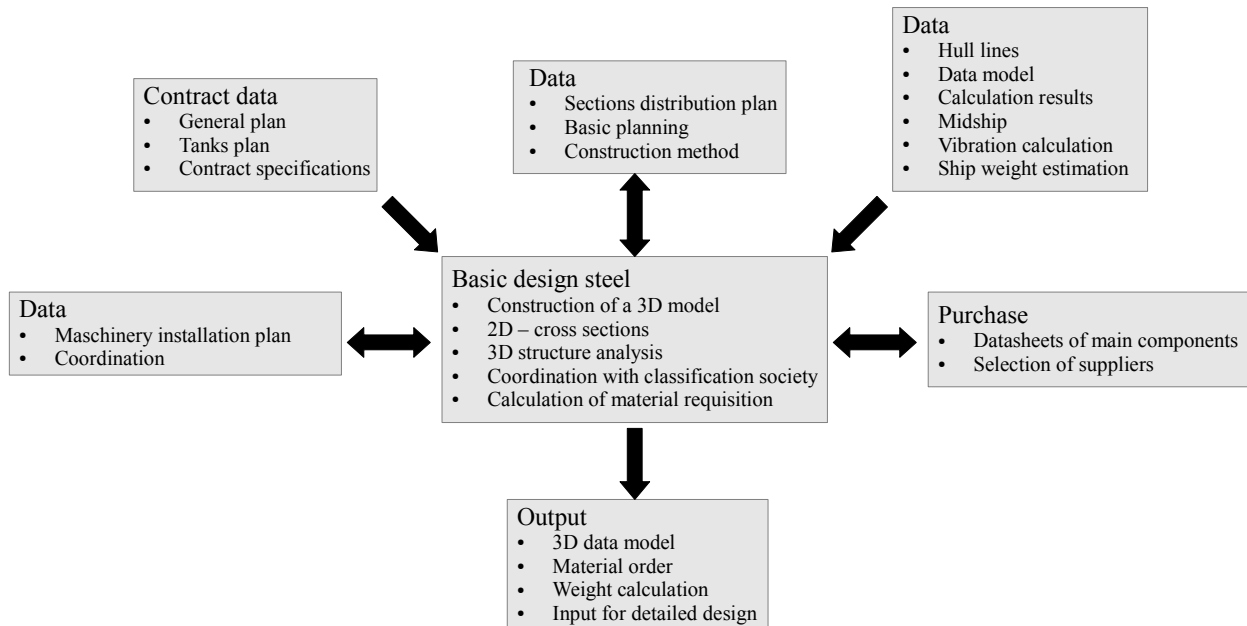 Contract data
• General plan
• Tanks plan
• Contract specifications
Data
• Sections distribution plan
• Basic planning
• Construction method
Data
• Hull lines
• Data model
• Calculation results
• Midship
• Vibration calculation
• Ship weight estimation
Data
• Maschinery installation plan
• Coordination
Basic design steel
• Construction of a 3D model
• 2D – cross sections
• 3D structure analysis
• Coordination with classification society
• Calculation of material requisition
Purchase
• Datasheets of main components
• Selection of suppliers
Output
• 3D data model
• Material order
• Weight calculation
• Input for detailed design